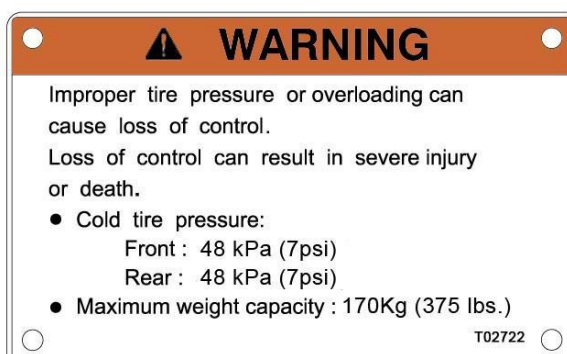 WARNING
Improper tire pressure or overloading can
cause loss of control.
Loss of control can result in severe injury
or death.
● Cold tire pressure:
Front : 48 kPa (7psi)
Rear : 48 kPa (7psi)
● Maximum weight capacity : 170Kg (375 lbs.)
T02722